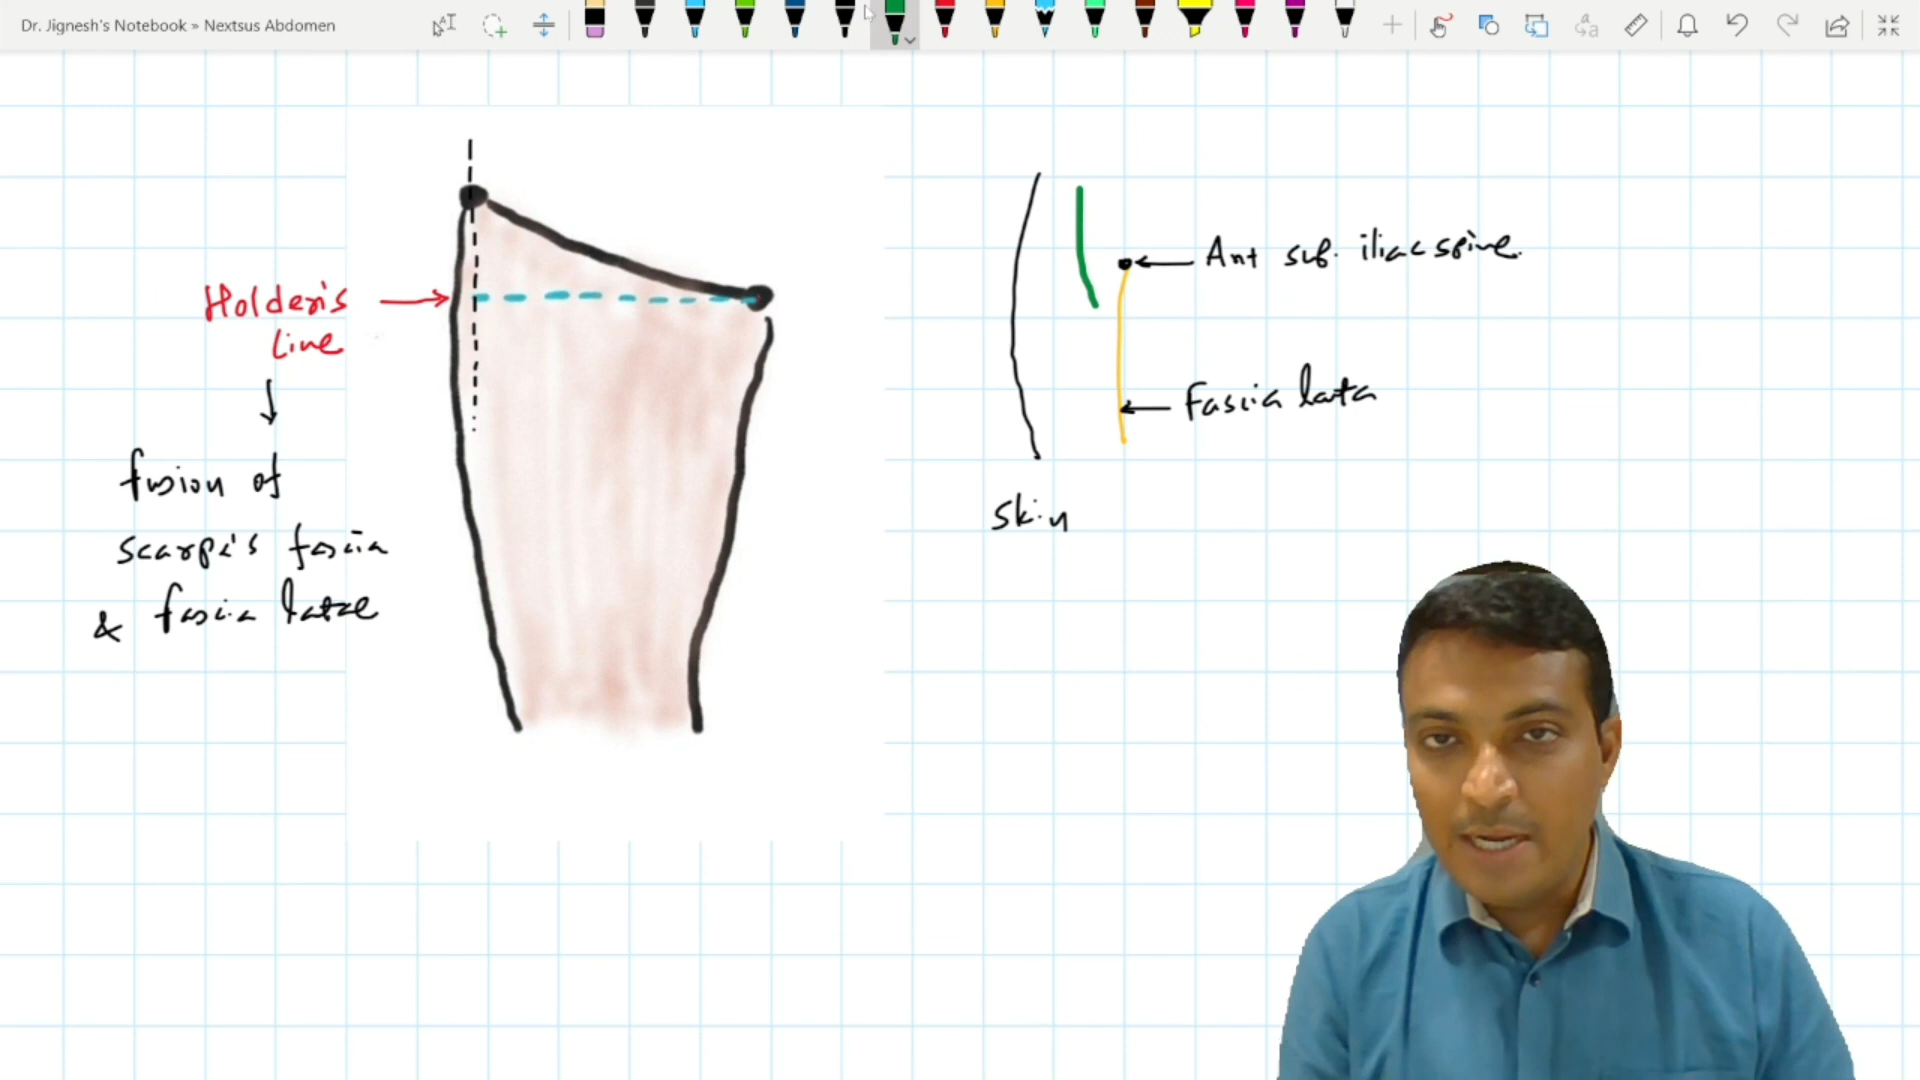 Dr. Jignesh's Notebook » Nextsus Abdomen
Holden's
Line
fusion of
scarpa's fascia
& fascia latae
Ant sup. iliac spine.
Fascia lata
skin